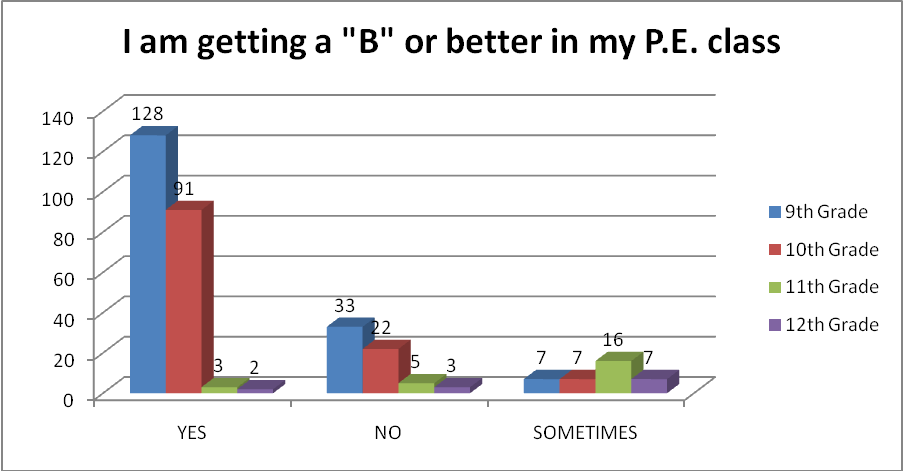 I am getting a "B" or better in my P.E. class
140
120
100
80
60
40
20
0
128
91
3
2
33
22
5
3
7
7
16
7
YES
NO
SOMETIMES
9th Grade
10th Grade
11th Grade
12th Grade